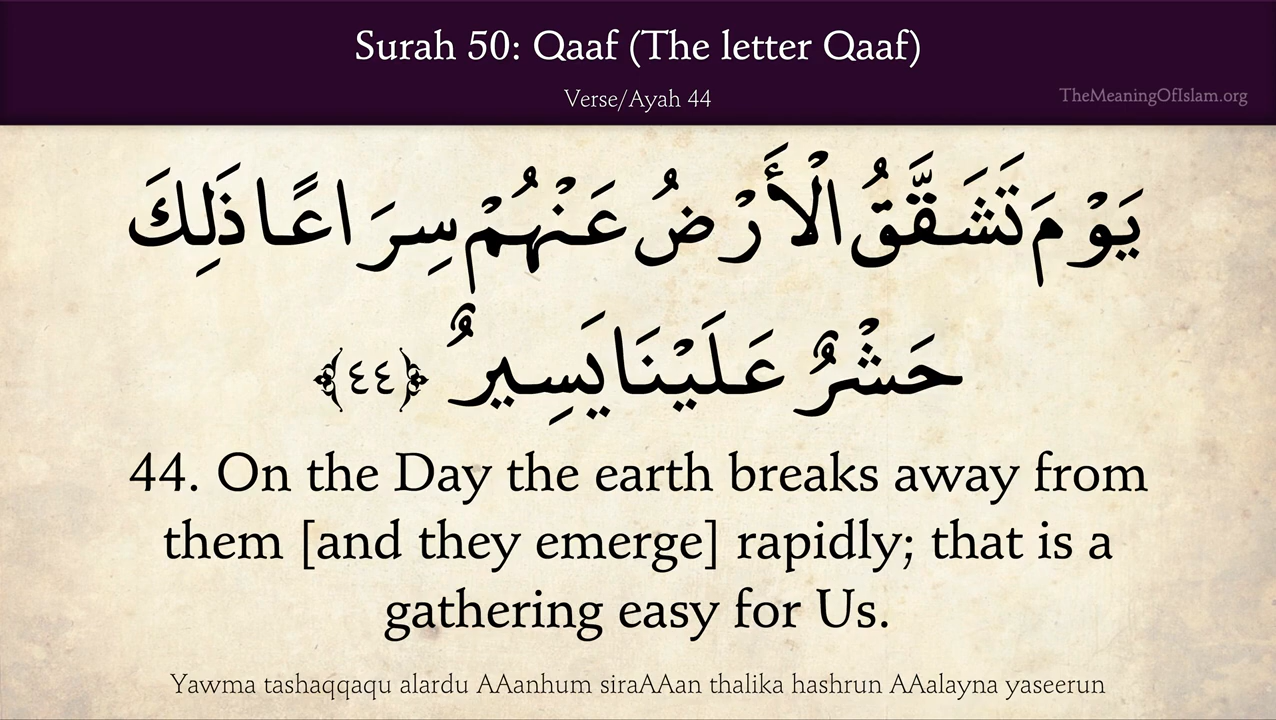 Surah 50: Qaaf (The letter Qaaf)
Verse/Ayah 44
TheMeaningOfIslam.org
يَوْمَ تَشَقَّقُ الْأَرْضُ عَنْهُمْ سِرَاعًا ذَلِكَ
حَشْرٌ عَلَيْنَا يَسِيرٌ ﴿٤٤﴾
44. On the Day the earth breaks away from
them [and they emerge] rapidly; that is a
gathering easy for Us.
Yawma tashaqqaqu alardu AAanhum siraAAan thalika hashrun AAalayna yaseerun